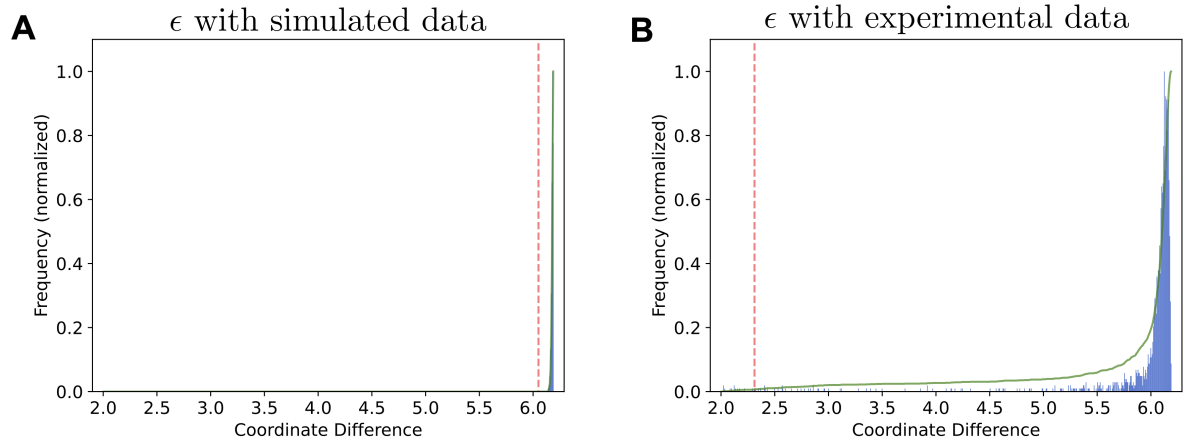 A
ϵ with simulated data
Frequency (normalized)
1.0
0.8
0.6
0.4
0.2
0.0
2.0 2.5 3.0 3.5 4.0 4.5 5.0 5.5 6.0
Coordinate Difference
B
ϵ with experimental data
Frequency (normalized)
1.0
0.8
0.6
0.4
0.2
0.0
2.0 2.5 3.0 3.5 4.0 4.5 5.0 5.5 6.0
Coordinate Difference